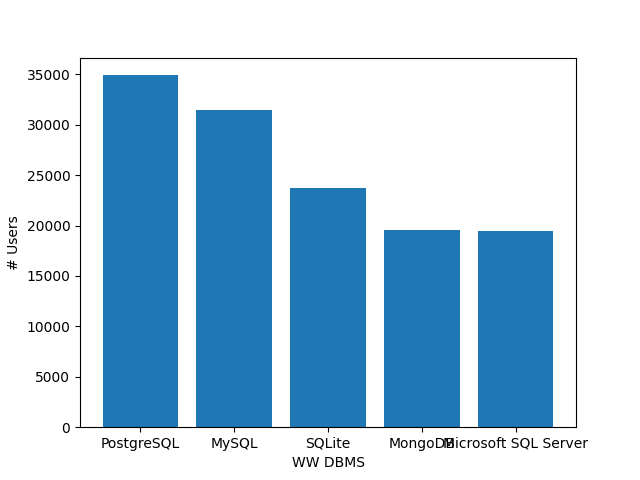 35000
30000
25000
20000
15000
10000
5000
0
# Users
PostgreSQL
MySQL
SQLite
MongoDB
Microsoft SQL Server
WW DBMS